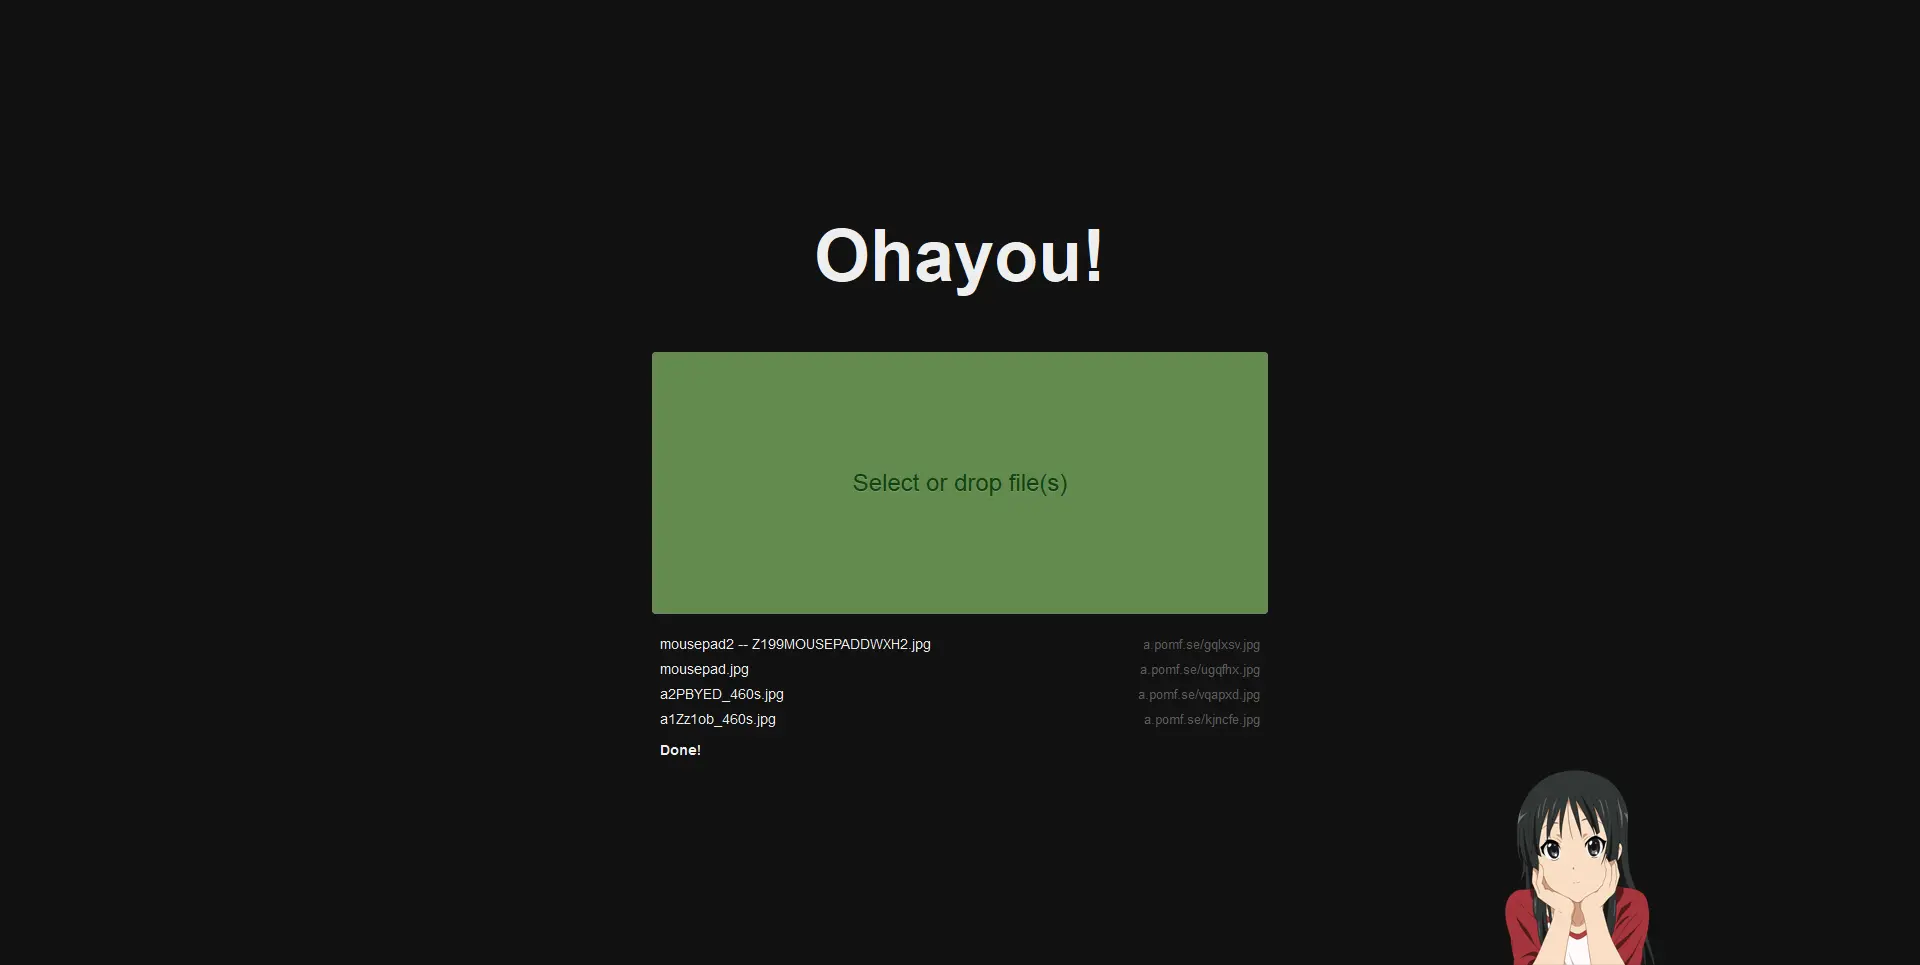 Ohayou!
Select or drop file(s)
mousepad2 -- Z199MOUSEPADDWXH2.jpg a.pomf.se/gqlxsv.jpg
mousepad.jpg a.pomf.se/ugqfhx.jpg
a2PBYED_460s.jpg a.pomf.se/vqapxd.jpg
a1Zz1ob_460s.jpg a.pomf.se/kjncfe.jpg
Done!